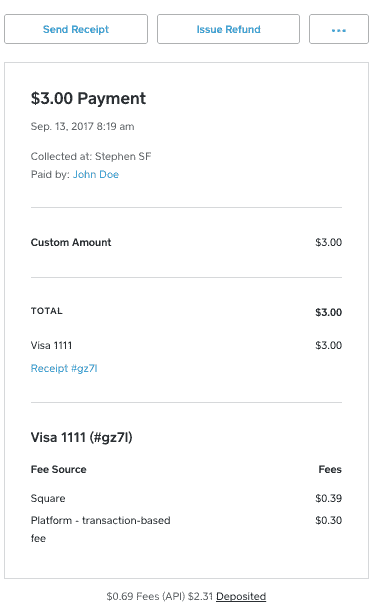 Send Receipt
Issue Refund
...
$3.00 Payment
Sep. 13, 2017 8:19 am
Collected at: Stephen SF
Paid by: John Doe
Custom Amount $3.00
TOTAL $3.00
Visa 1111 $3.00
Receipt #gz7l
Visa 1111 (#gz7l)
Fee Source Fees
Square $0.39
Platform - transaction-based $0.30
fee
$0.69 Fees (API) $2.31 Deposited